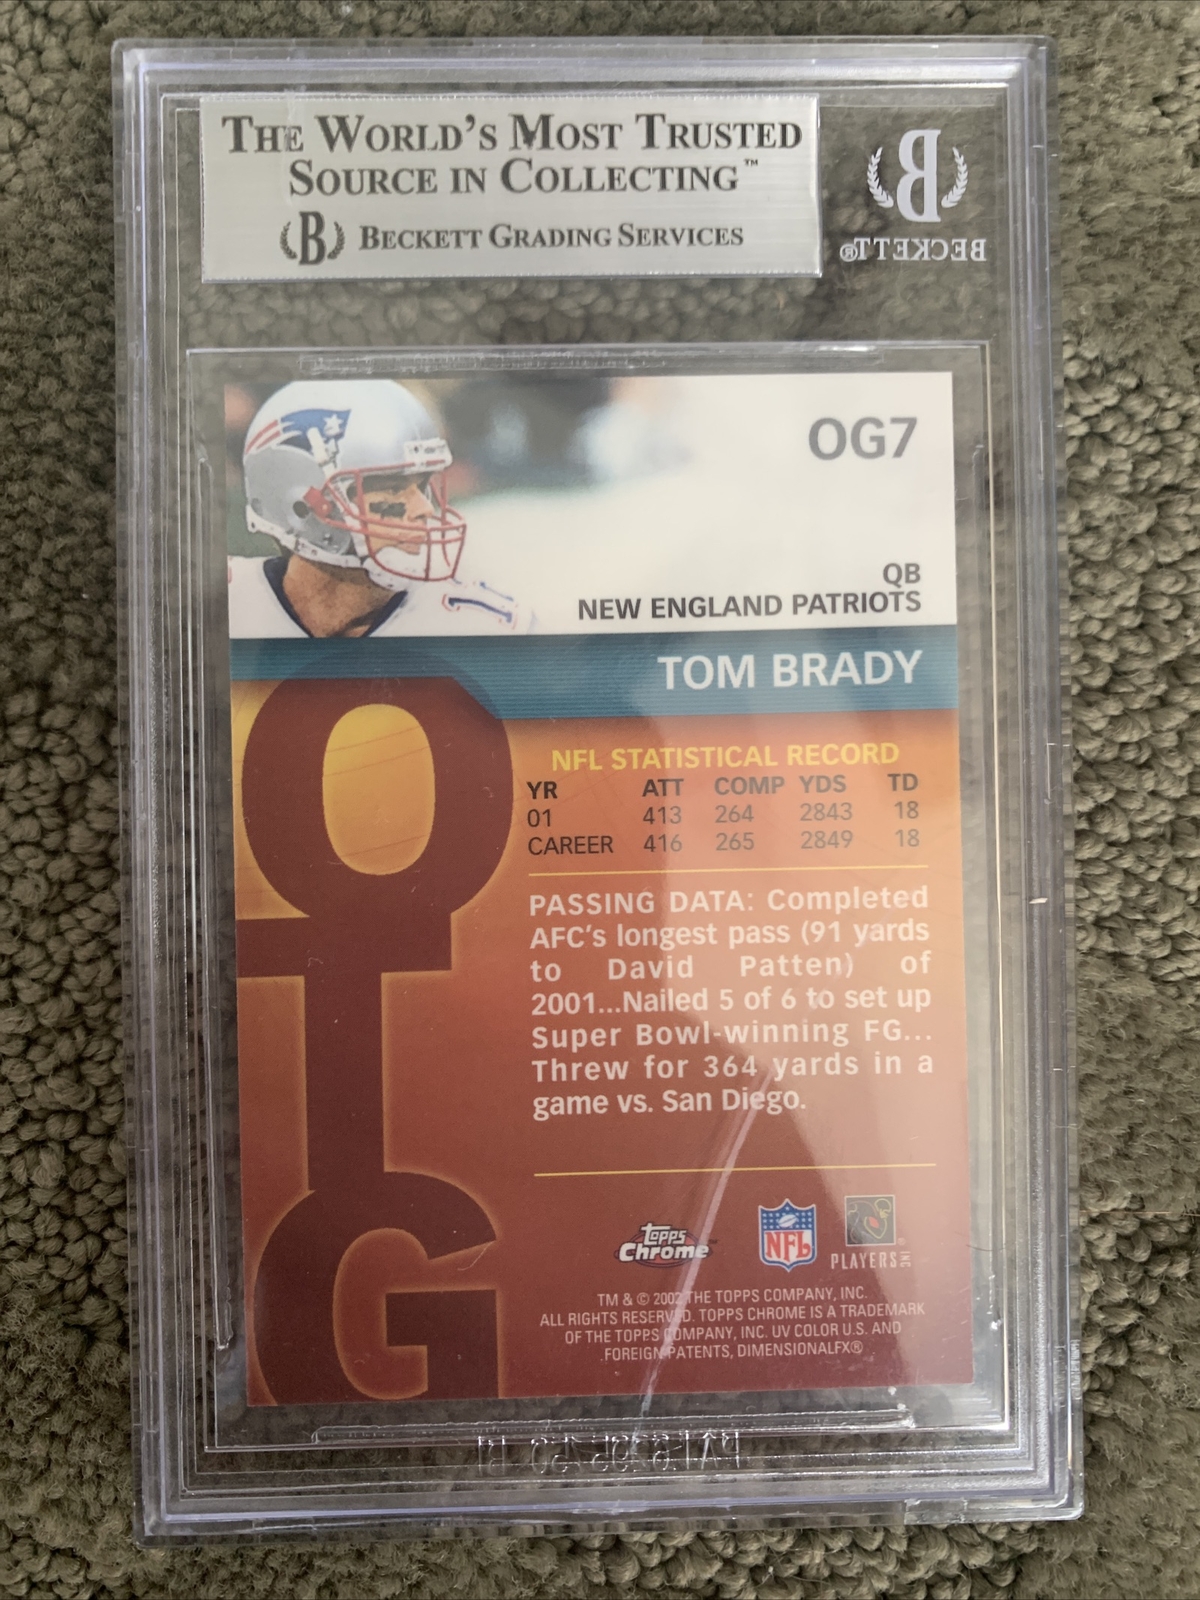 THE WORLD'S MOST TRUSTED
SOURCE IN COLLECTING™
B BECKETT GRADING SERVICES
B
BECKETT®
OG7
QB
NEW ENGLAND PATRIOTS
TOM BRADY
OTG
NFL STATISTICAL RECORD
YR ATT COMP YDS TD
01 413 264 2843 18
CAREER 416 265 2849 18
PASSING DATA: Completed
AFC's longest pass (91 yards
to David Patten) of
2001...Nailed 5 of 6 to set up
Super Bowl-winning FG...
Threw for 364 yards in a
game vs. San Diego.
Topps Chrome™
NFL
PLAYERS INC
TM & © 2002 THE TOPPS COMPANY, INC.
ALL RIGHTS RESERVED. TOPPS CHROME IS A TRADEMARK
OF THE TOPPS COMPANY, INC. UV COLOR U.S. AND
FOREIGN PATENTS, DIMENSIONALFX®